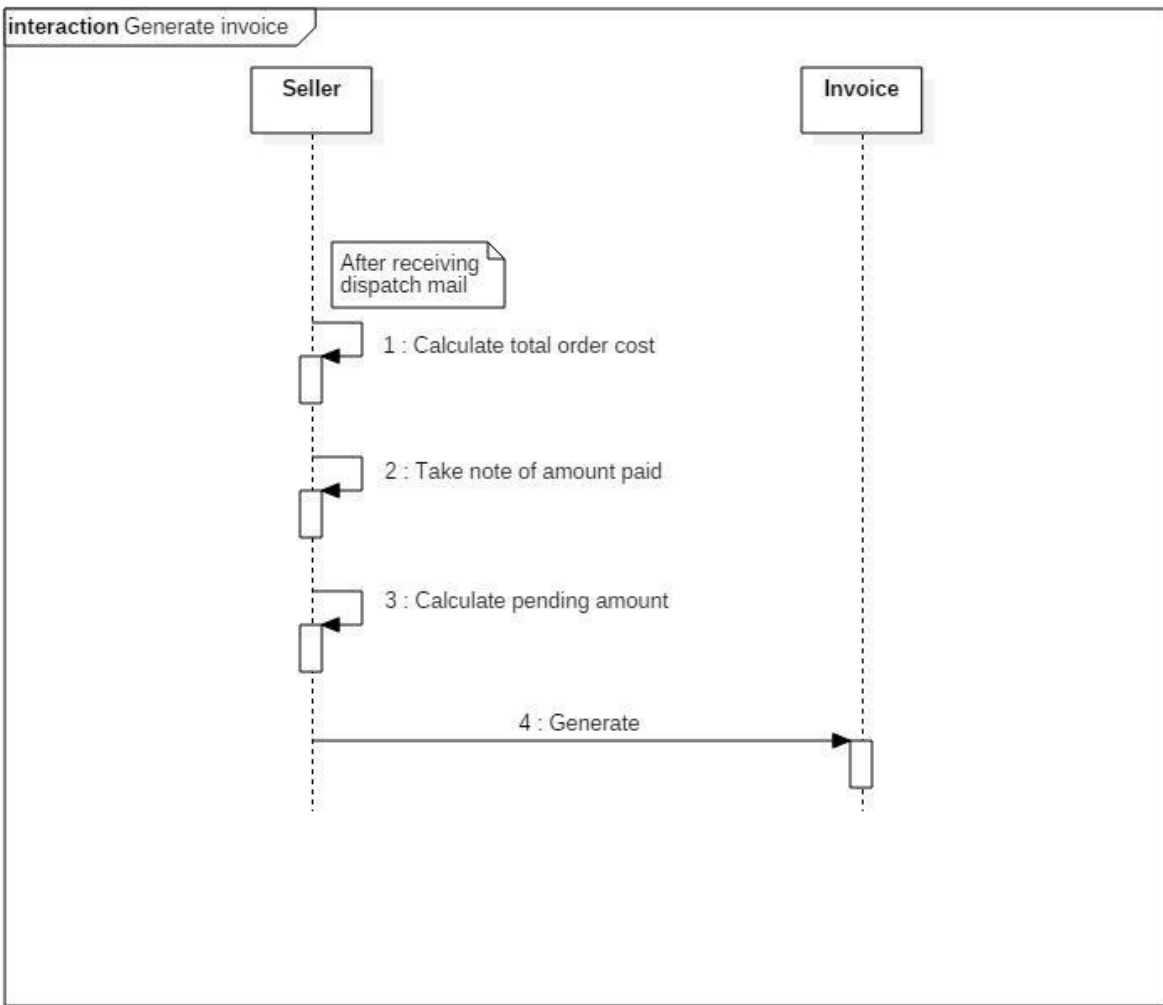 interaction Generate invoice
Seller
Invoice
After receiving
dispatch mail
1 : Calculate total order cost
2 : Take note of amount paid
3 : Calculate pending amount
4 : Generate